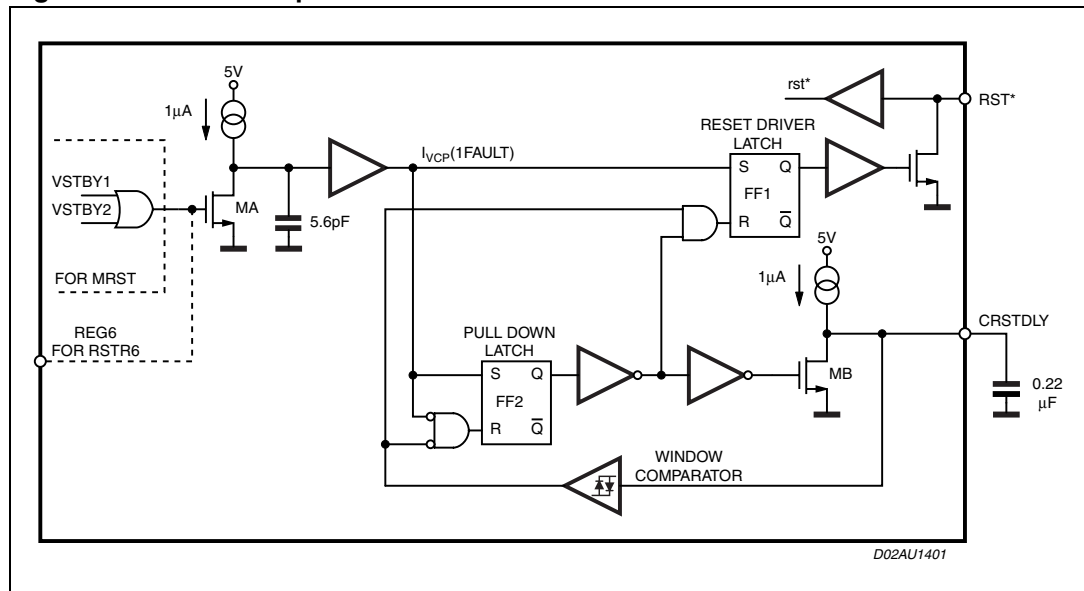 5V
1μA
rst*
RST*
RESET DRIVER
LATCH
I_VCP(1FAULT)
S Q
FF1
R Q̅
VSTBY1
VSTBY2
MA
5.6pF
FOR MRST
5V
1μA
REG6
FOR RSTR6
CRSTDLY
PULL DOWN
LATCH
S Q
FF2
R Q̅
MB
0.22
μF
WINDOW
COMPARATOR
D02AU1401